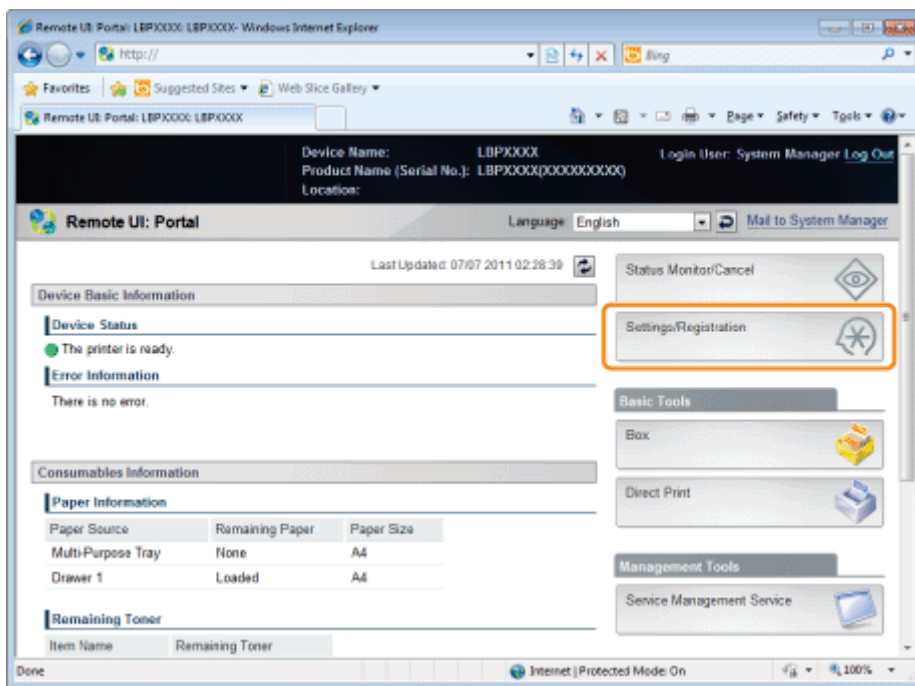 Remote UI: Portal: LBPXXXX: LBPXXXX- Windows Internet Explorer
http://
Bing
Favorites Suggested Sites Web Slice Gallery
Remote UI: Portal: LBPXXXX: LBPXXXX
Page Safety Tools
Device Name: LBPXXXX
Login User: System Manager Log Out
Product Name (Serial No.): LBPXXXX(XXXXXXXXX)
Location:
Remote UI: Portal
Language: English
Mail to System Manager
Last Updated: 07/07 2011 02:28:39
Device Basic Information
Device Status
The printer is ready.
Error Information
There is no error.
Consumables Information
Paper Information
Paper Source Remaining Paper Paper Size
Multi-Purpose Tray None A4
Drawer 1 Loaded A4
Remaining Toner
Item Name Remaining Toner
Status Monitor/Cancel
Settings/Registration
Basic Tools
Box
Direct Print
Management Tools
Service Management Service
Done
Internet | Protected Mode: On
100%